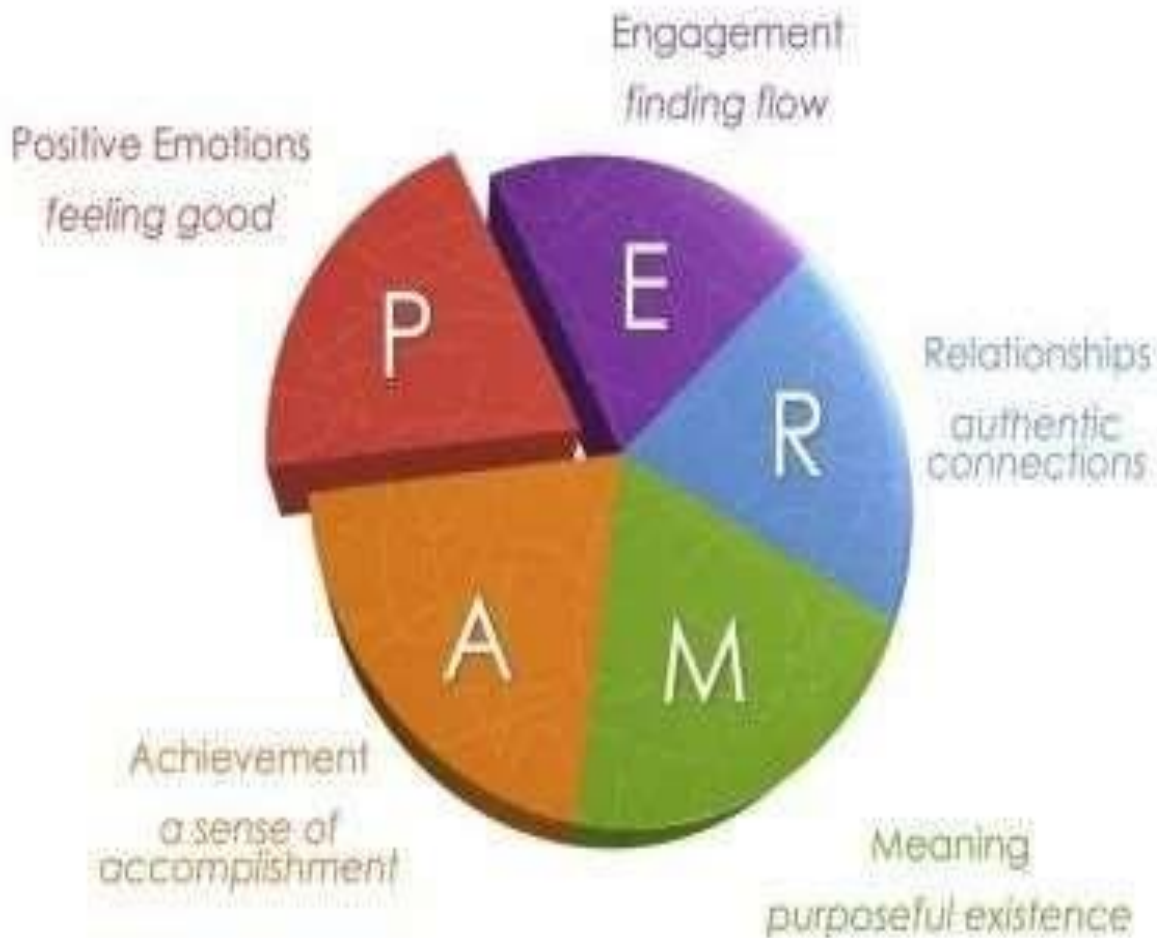 Positive Emotions
feeling good
P
Engagement
finding flow
E
Relationships
authentic
connections
R
Meaning
purposeful existence
M
Achievement
a sense of
accomplishment
A